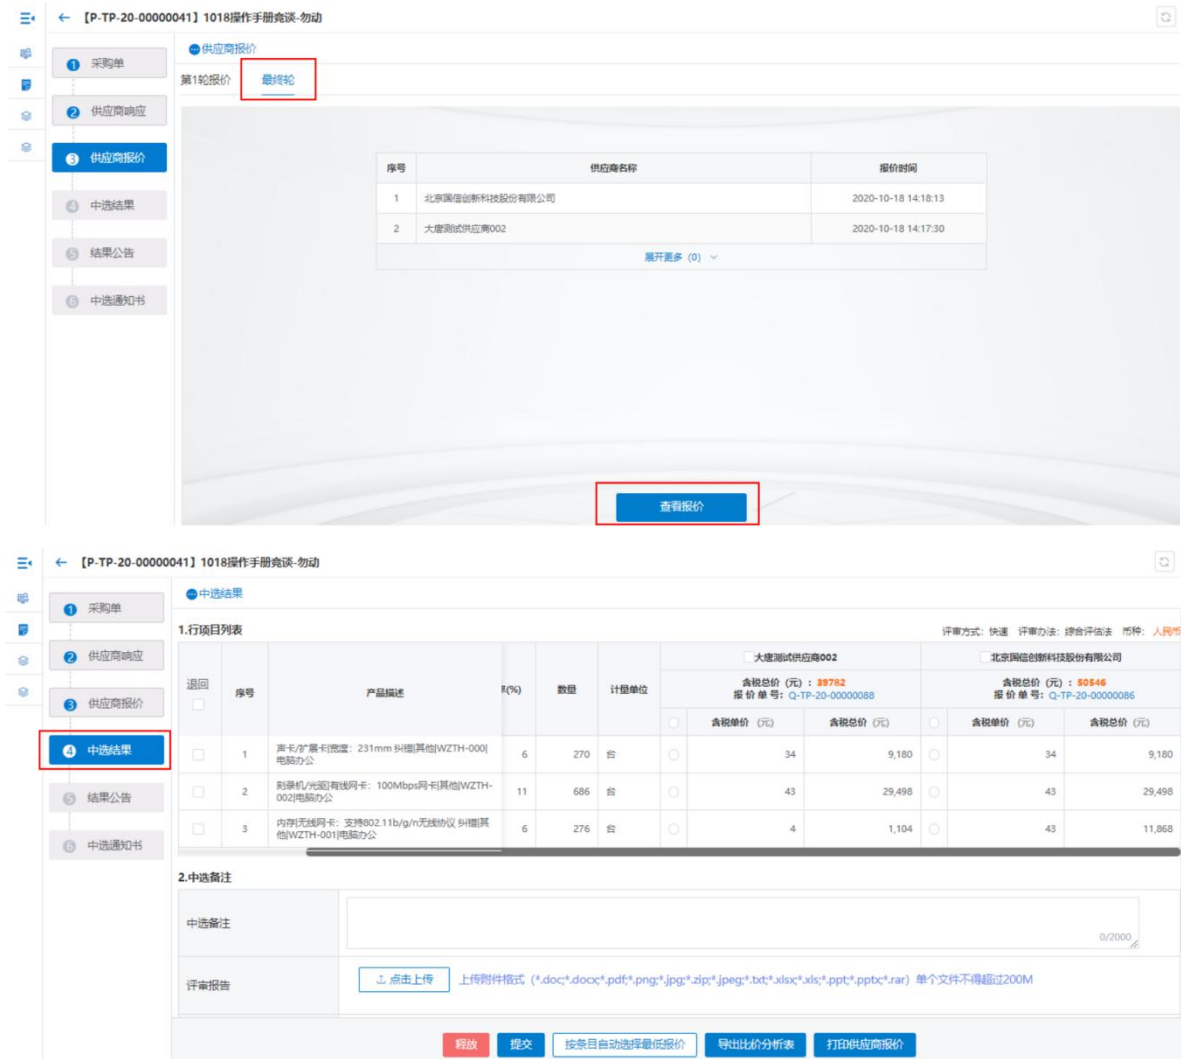 【P-TP-20-00000041】1018操作手册竞谈-勿动
1 采购单
2 供应商响应
3 供应商报价
4 中选结果
5 结果公告
6 中选通知书
供应商报价
第1轮报价 最终轮
序号 供应商名称 报价时间
1 北京国信创新科技股份有限公司 2020-10-18 14:18:13
2 大唐测试供应商002 2020-10-18 14:17:30
展开更多 (0)
查看报价
【P-TP-20-00000041】1018操作手册竞谈-勿动
1 采购单
2 供应商响应
3 供应商报价
4 中选结果
5 结果公告
6 中选通知书
中选结果
1.行项目列表
评审方式: 快速 评审办法: 综合评估法 币种: 人民币
退回 序号 产品描述 (%) 数量 计量单位
大唐测试供应商002 北京国信创新科技股份有限公司
含税总价 (元) : 39782 含税总价 (元) : 50546
报 价 单 号: Q-TP-20-00000088 报 价 单 号: Q-TP-20-00000086
含税单价 (元) 含税总价 (元) 含税单价 (元) 含税总价 (元)
1 声卡/扩展卡|宽度：231mm 纠错|其他|WZTH-000|电脑办公 6 270 台 34 9,180 34 9,180
2 刻录机/光驱|有线网卡：100Mbps网卡|其他|WZTH-002|电脑办公 11 686 台 43 29,498 43 29,498
3 内存|无线网卡：支持802.11b/g/n无线协议 纠错|其他|WZTH-001|电脑办公 6 276 台 4 1,104 43 11,868
2.中选备注
中选备注
0/2000
评审报告 点击上传 上传附件格式（*.doc;*.docx;*.pdf;*.png;*.jpg;*.zip;*.jpeg;*.txt;*.xlsx;*.xls;*.ppt;*.pptx;*.rar）单个文件不得超过200M
释放 提交 按条目自动选择最低报价 导出比价分析表 打印供应商报价